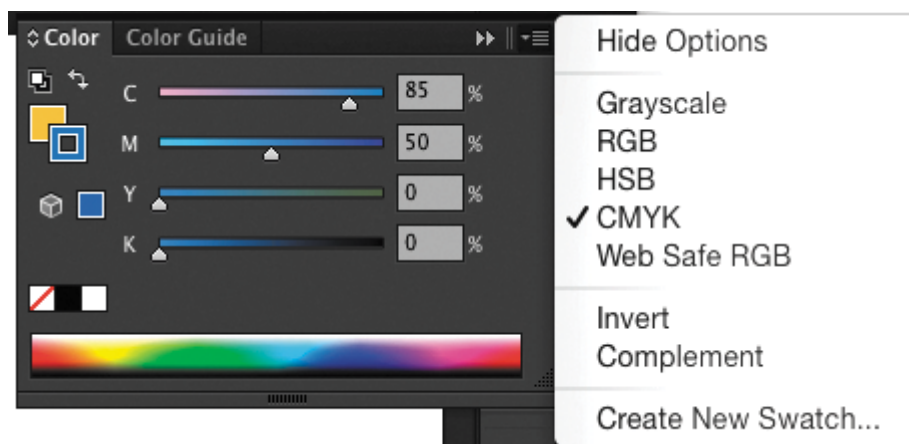 Color Color Guide
C 85 %
M 50 %
Y 0 %
K 0 %
Hide Options
Grayscale
RGB
HSB
✓ CMYK
Web Safe RGB
Invert
Complement
Create New Swatch...